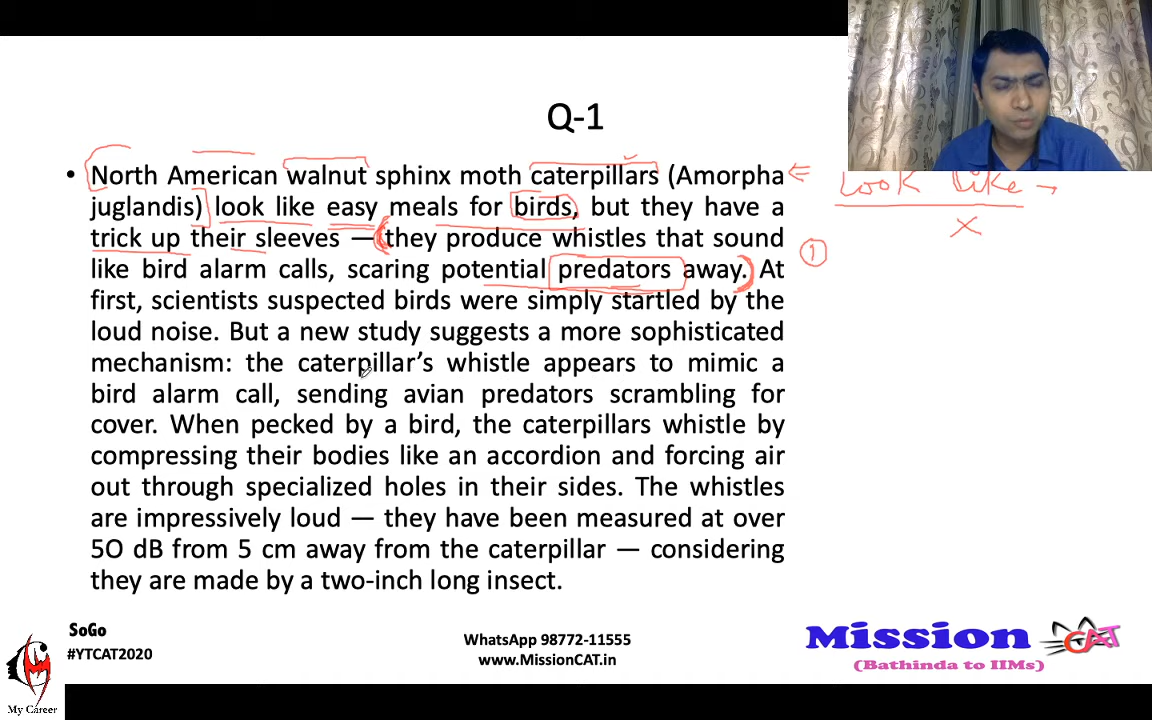 Q-1
• North American walnut sphinx moth caterpillars (Amorpha
juglandis) look like easy meals for birds, but they have a
trick up their sleeves — they produce whistles that sound
like bird alarm calls, scaring potential predators away. At
first, scientists suspected birds were simply startled by the
loud noise. But a new study suggests a more sophisticated
mechanism: the caterpillar’s whistle appears to mimic a
bird alarm call, sending avian predators scrambling for
cover. When pecked by a bird, the caterpillars whistle by
compressing their bodies like an accordion and forcing air
out through specialized holes in their sides. The whistles
are impressively loud — they have been measured at over
5O dB from 5 cm away from the caterpillar — considering
they are made by a two-inch long insect.
Look like
x
1
SoGo
#YTCAT2020
WhatsApp 98772-11555
www.MissionCAT.in
Mission CAT
(Bathinda to IIMs)
My Career